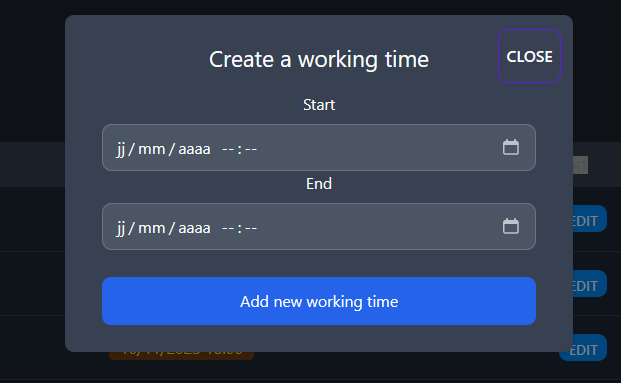 Create a working time
CLOSE
Start
jj/mm/aaaa --:--
End
jj/mm/aaaa --:--
EDIT
EDIT
Add new working time
EDIT